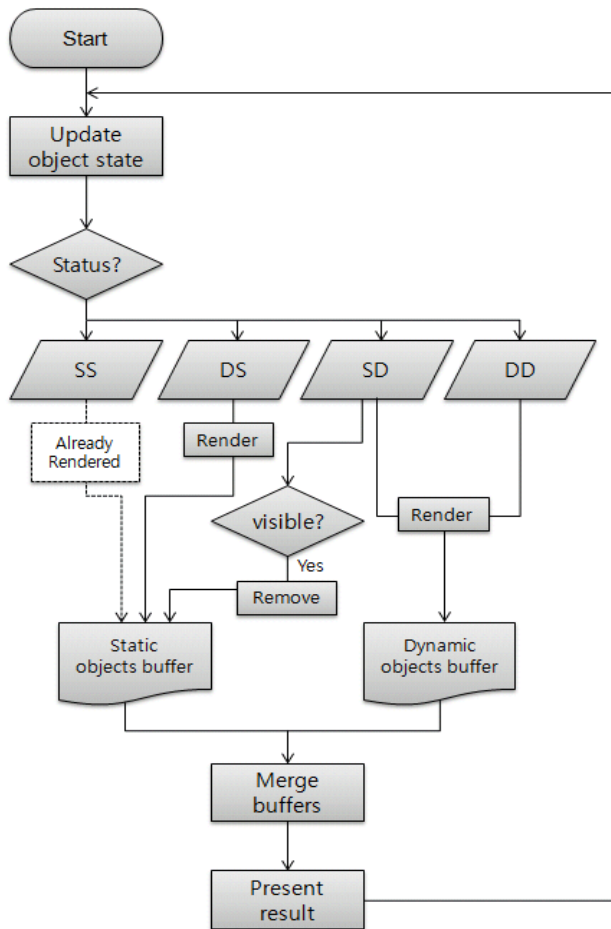 Start
Update
object state
Status?
SS
DS
SD
DD
Already
Rendered
Render
visible?
Render
Yes
Remove
Static
objects buffer
Dynamic
objects buffer
Merge
buffers
Present
result